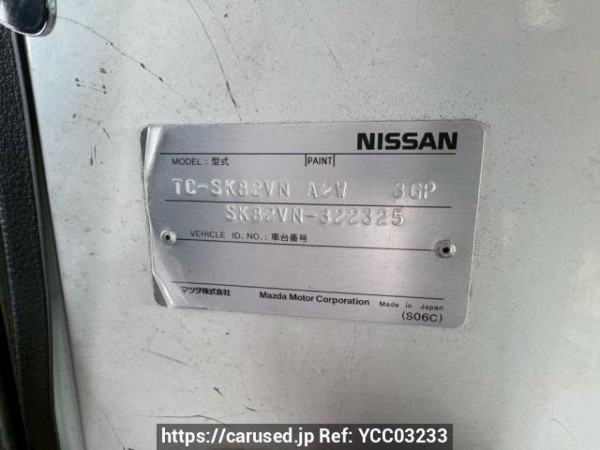 NISSAN
MODEL : 型式 PAINT
TC-SK82VN A2W 3GP
SK82VN-322325
VEHICLE ID. NO. : 車台番号
マツダ株式会社 Mazda Motor Corporation Made in Japan
(S06C)
https://carused.jp Ref: YCC03233